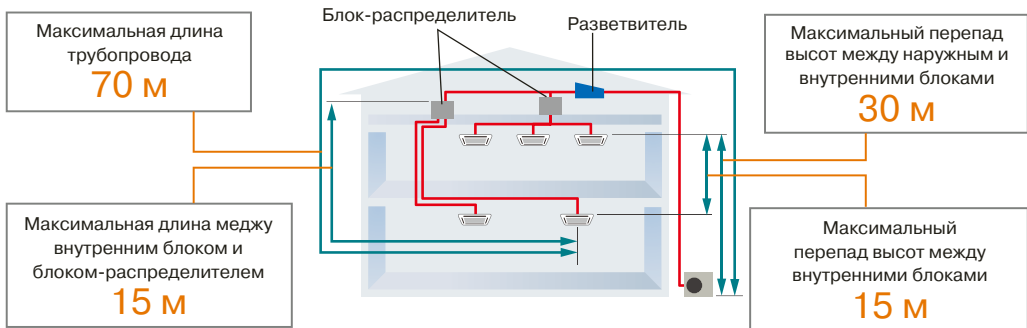 Максимальная длина
трубопровода
70 м
Блок-распределитель
Разветвитель
Максимальный перепад
высот между наружным и
внутренними блоками
30 м
Максимальная длина меджу
внутренним блоком и
блоком-распределителем
15 м
Максимальный
перепад высот между
внутренними блоками
15 м